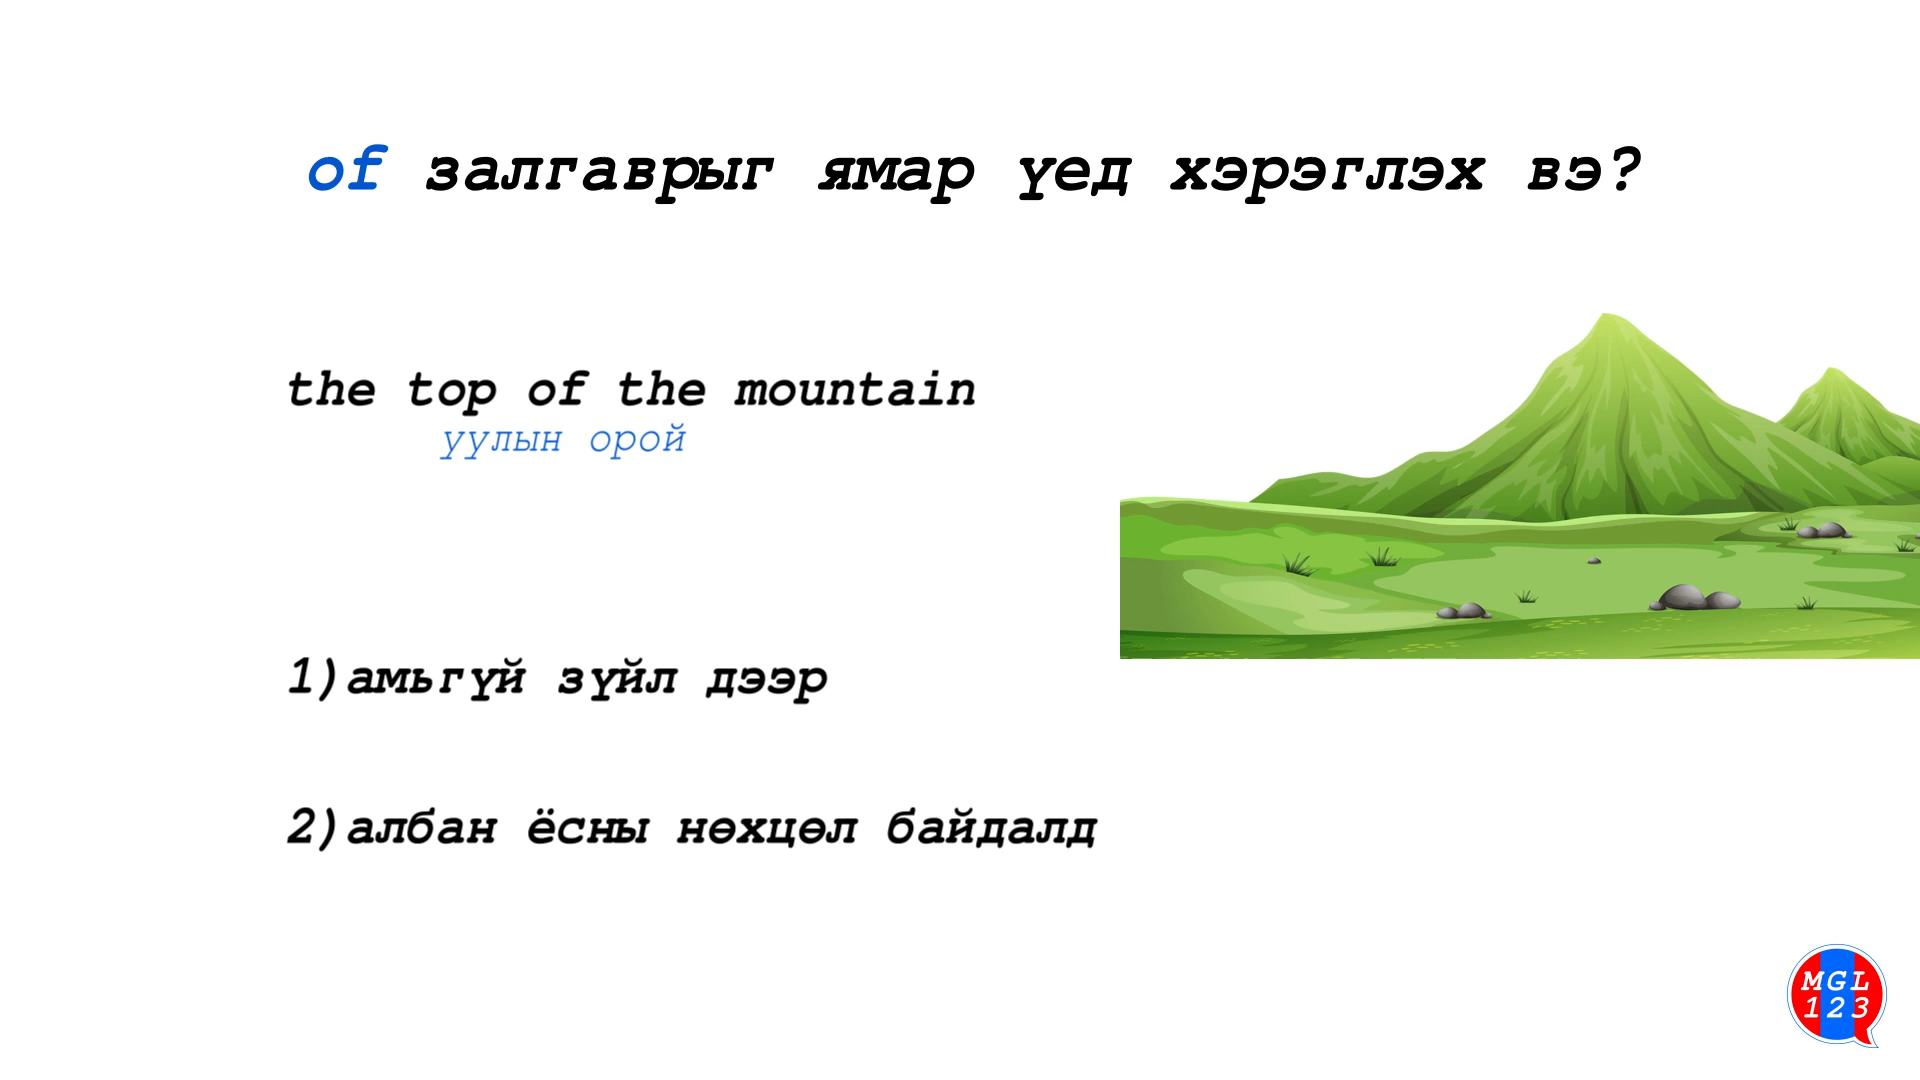 of залгаврыг ямар үед хэрэглэх вэ?
the top of the mountain
уулын орой
1)амьгүй зүйл дээр
2)албан ёсны нөхцөл байдалд
MGL
123